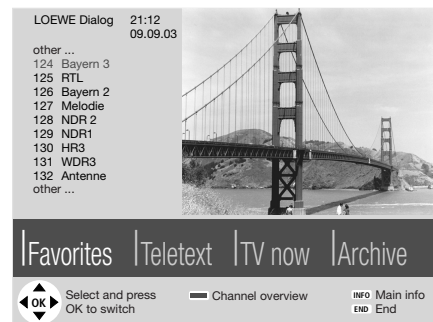 LOEWE Dialog 21:12
09.09.03
other ...
124 Bayern 3
125 RTL
126 Bayern 2
127 Melodie
128 NDR 2
129 NDR1
130 HR3
131 WDR3
132 Antenne
other ...
Favorites Teletext TV now Archive
OK
Select and press
OK to switch
Channel overview
INFO Main info
END End